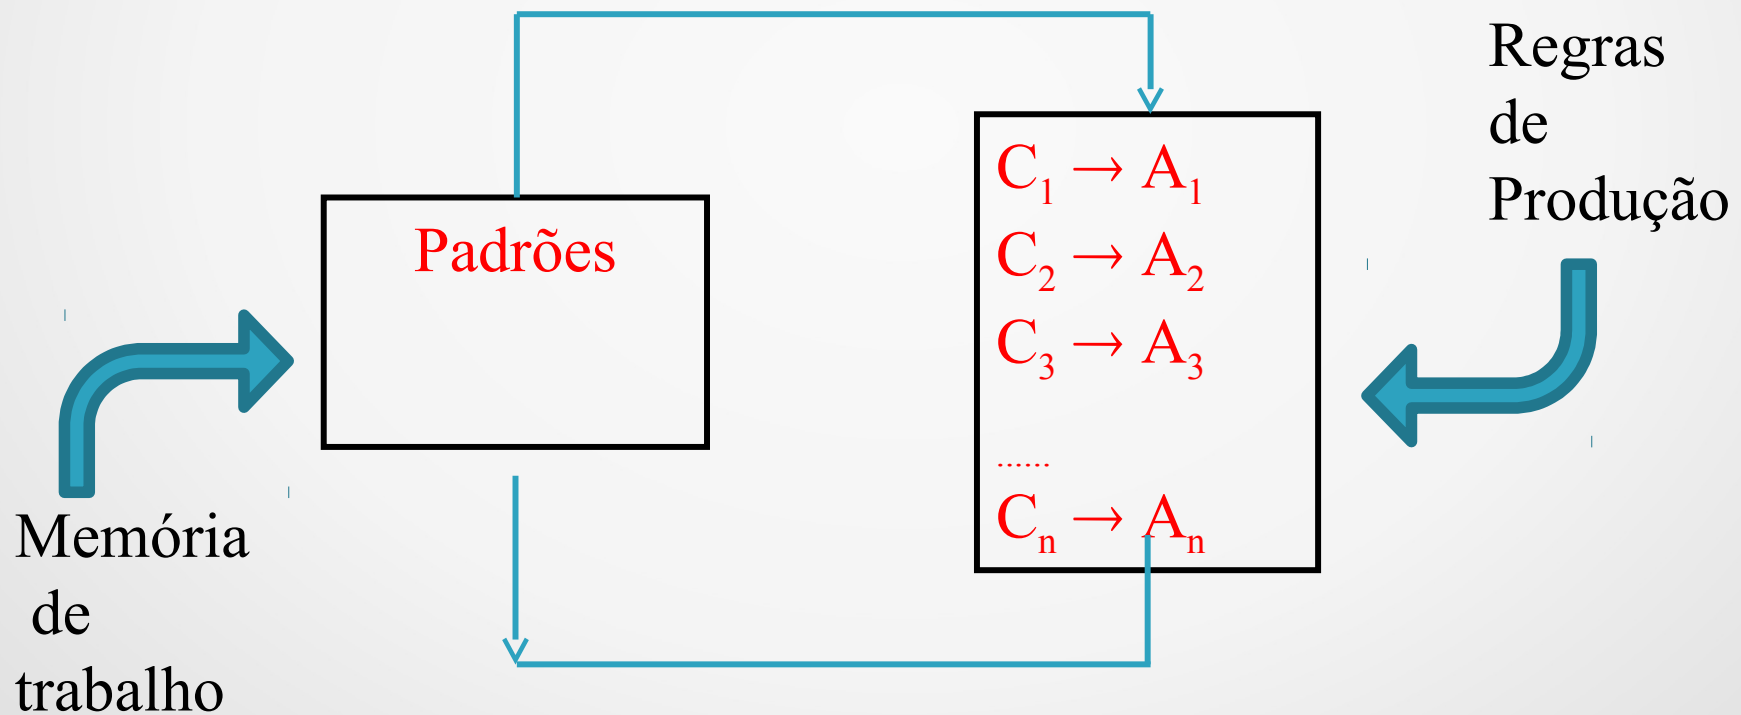 Padrões
C₁ → A₁
C₂ → A₂
C₃ → A₃
......
Cₙ → Aₙ
Regras
de
Produção
Memória
de
trabalho